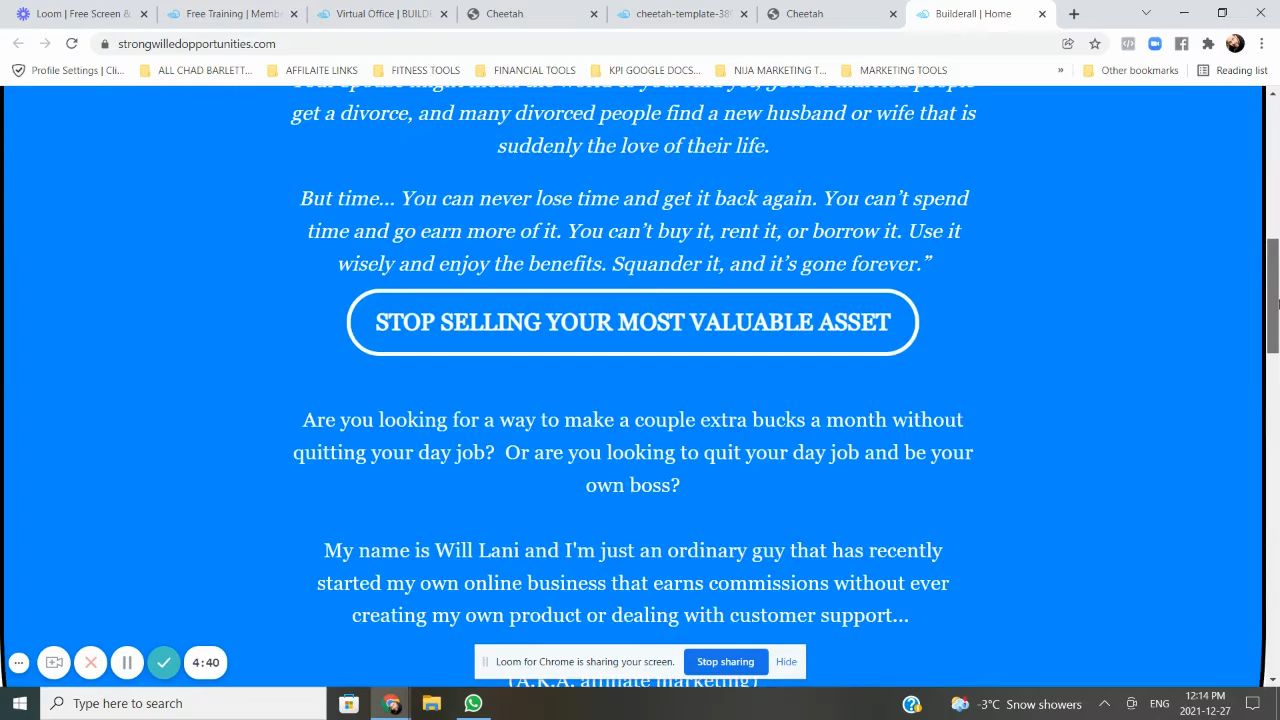 Loom | Free Screen &
Free Training | Memb
Virtual Office | BUILDE
Cheetah
cheetah-template-389
Cheetah
Builderall | Home
strongwilledopportunities.com
Profile Settings | Cli...
ALL CHAD BARLETT...
AFFILAITE LINKS
FITNESS TOOLS
FINANCIAL TOOLS
KPI GOOGLE DOCS...
NIJA MARKETING T...
MARKETING TOOLS
»
Other bookmarks
Reading list
get a divorce, and many divorced people find a new husband or wife that is
suddenly the love of their life.
But time... You can never lose time and get it back again. You can't spend
time and go earn more of it. You can't buy it, rent it, or borrow it. Use it
wisely and enjoy the benefits. Squander it, and it's gone forever."
STOP SELLING YOUR MOST VALUABLE ASSET
Are you looking for a way to make a couple extra bucks a month without
quitting your day job? Or are you looking to quit your day job and be your
own boss?
My name is Will Lani and I'm just an ordinary guy that has recently
started my own online business that earns commissions without ever
creating my own product or dealing with customer support...
(A.K.A. affiliate marketing)
4:40
Loom for Chrome is sharing your screen.
Stop sharing
Hide
Type here to search
-3°C Snow showers
ENG
12:14 PM
2021-12-27